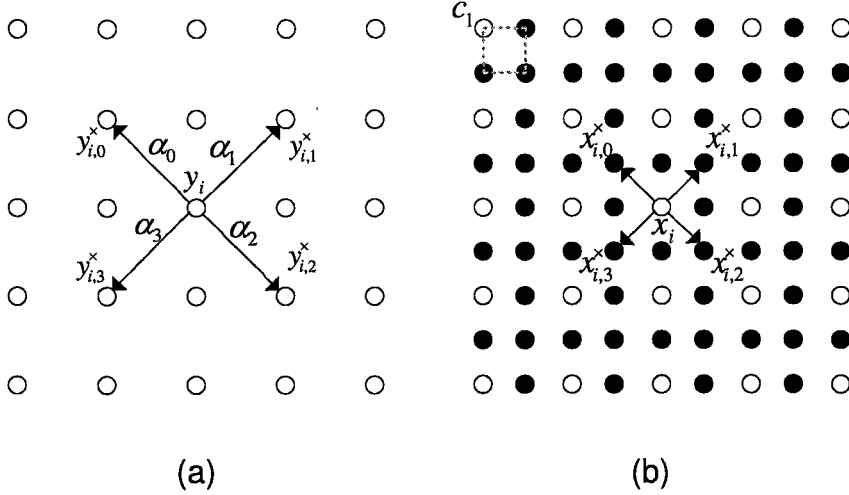 c₁
y×i,0 α₀ α₁ y×i,1
yᵢ
α₃ α₂
y×i,3 y×i,2
x×i,0 x×i,1
xᵢ
x×i,3 x×i,2
(a) (b)